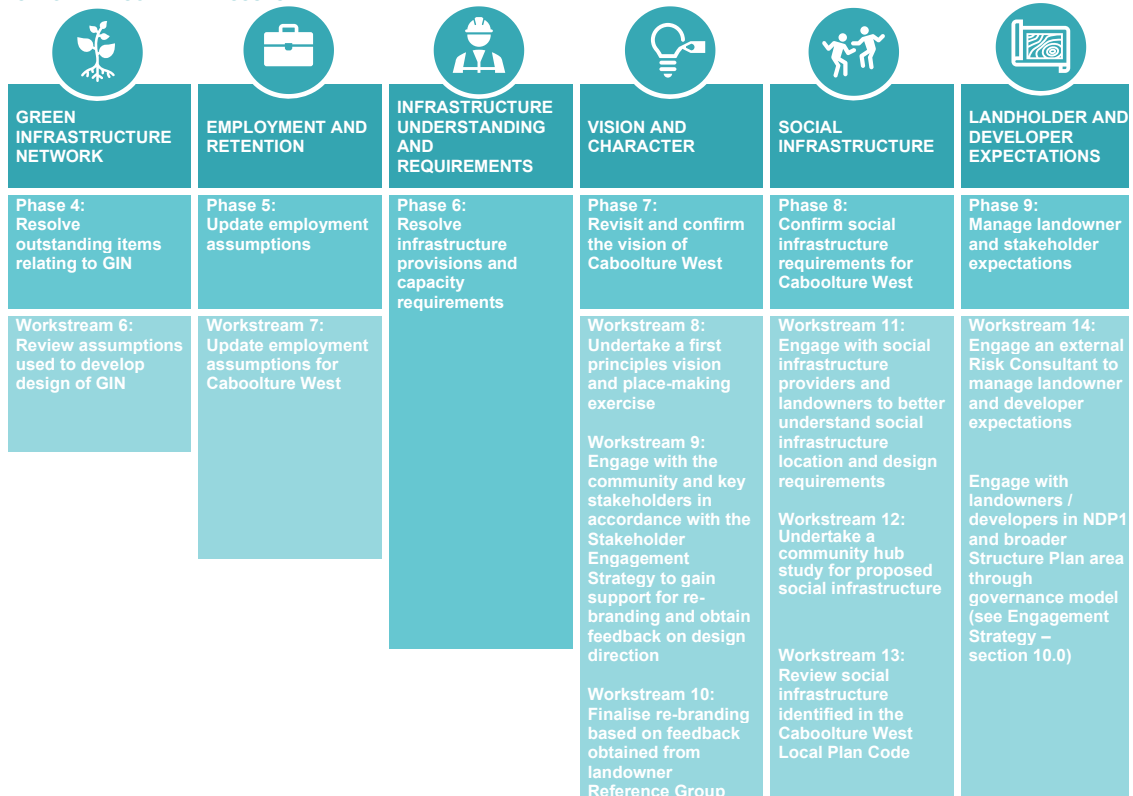 GREEN
INFRASTRUCTURE
NETWORK
Phase 4:
Resolve
outstanding items
relating to GIN
Workstream 6:
Review assumptions
used to develop
design of GIN
EMPLOYMENT AND
RETENTION
Phase 5:
Update employment
assumptions
Workstream 7:
Update employment
assumptions for
Caboolture West
INFRASTRUCTURE
UNDERSTANDING
AND
REQUIREMENTS
Phase 6:
Resolve
infrastructure
provisions and
capacity
requirements
VISION AND
CHARACTER
Phase 7:
Revisit and confirm
the vision of
Caboolture West
Workstream 8:
Undertake a first
principles vision
and place-making
exercise
Workstream 9:
Engage with the
community and key
stakeholders in
accordance with the
Stakeholder
Engagement
Strategy to gain
support for re-
branding and obtain
feedback on design
direction
Workstream 10:
Finalise re-branding
based on feedback
obtained from
landowner
Reference Group
SOCIAL
INFRASTRUCTURE
Phase 8:
Confirm social
infrastructure
requirements for
Caboolture West
Workstream 11:
Engage with social
infrastructure
providers and
landowners to better
understand social
infrastructure
location and design
requirements
Workstream 12:
Undertake a
community hub
study for proposed
social infrastructure
Workstream 13:
Review social
infrastructure
identified in the
Caboolture West
Local Plan Code
LANDHOLDER AND
DEVELOPER
EXPECTATIONS
Phase 9:
Manage landowner
and stakeholder
expectations
Workstream 14:
Engage an external
Risk Consultant to
manage landowner
and developer
expectations
Engage with
landowners /
developers in NDP1
and broader
Structure Plan area
through
governance model
(see Engagement
Strategy –
section 10.0)